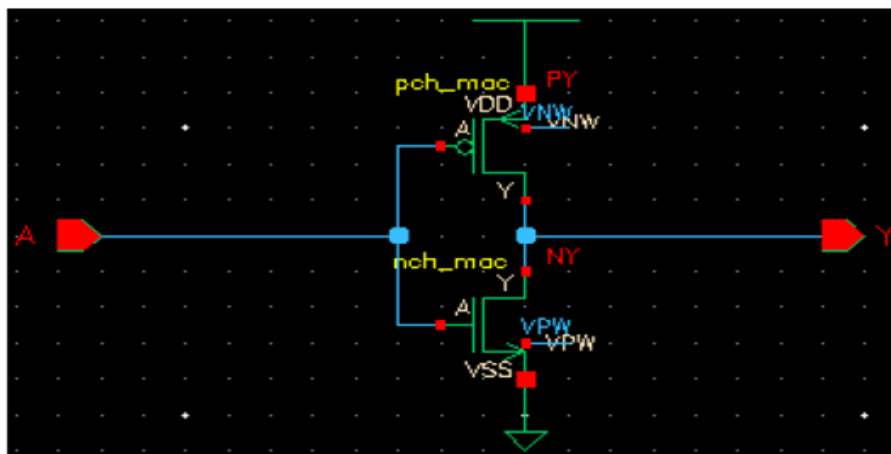 pch_mac PY
VDD
VNW
VNW
A
Y
A Y
nch_mac NY
Y
A
VPW
VPW
VSS